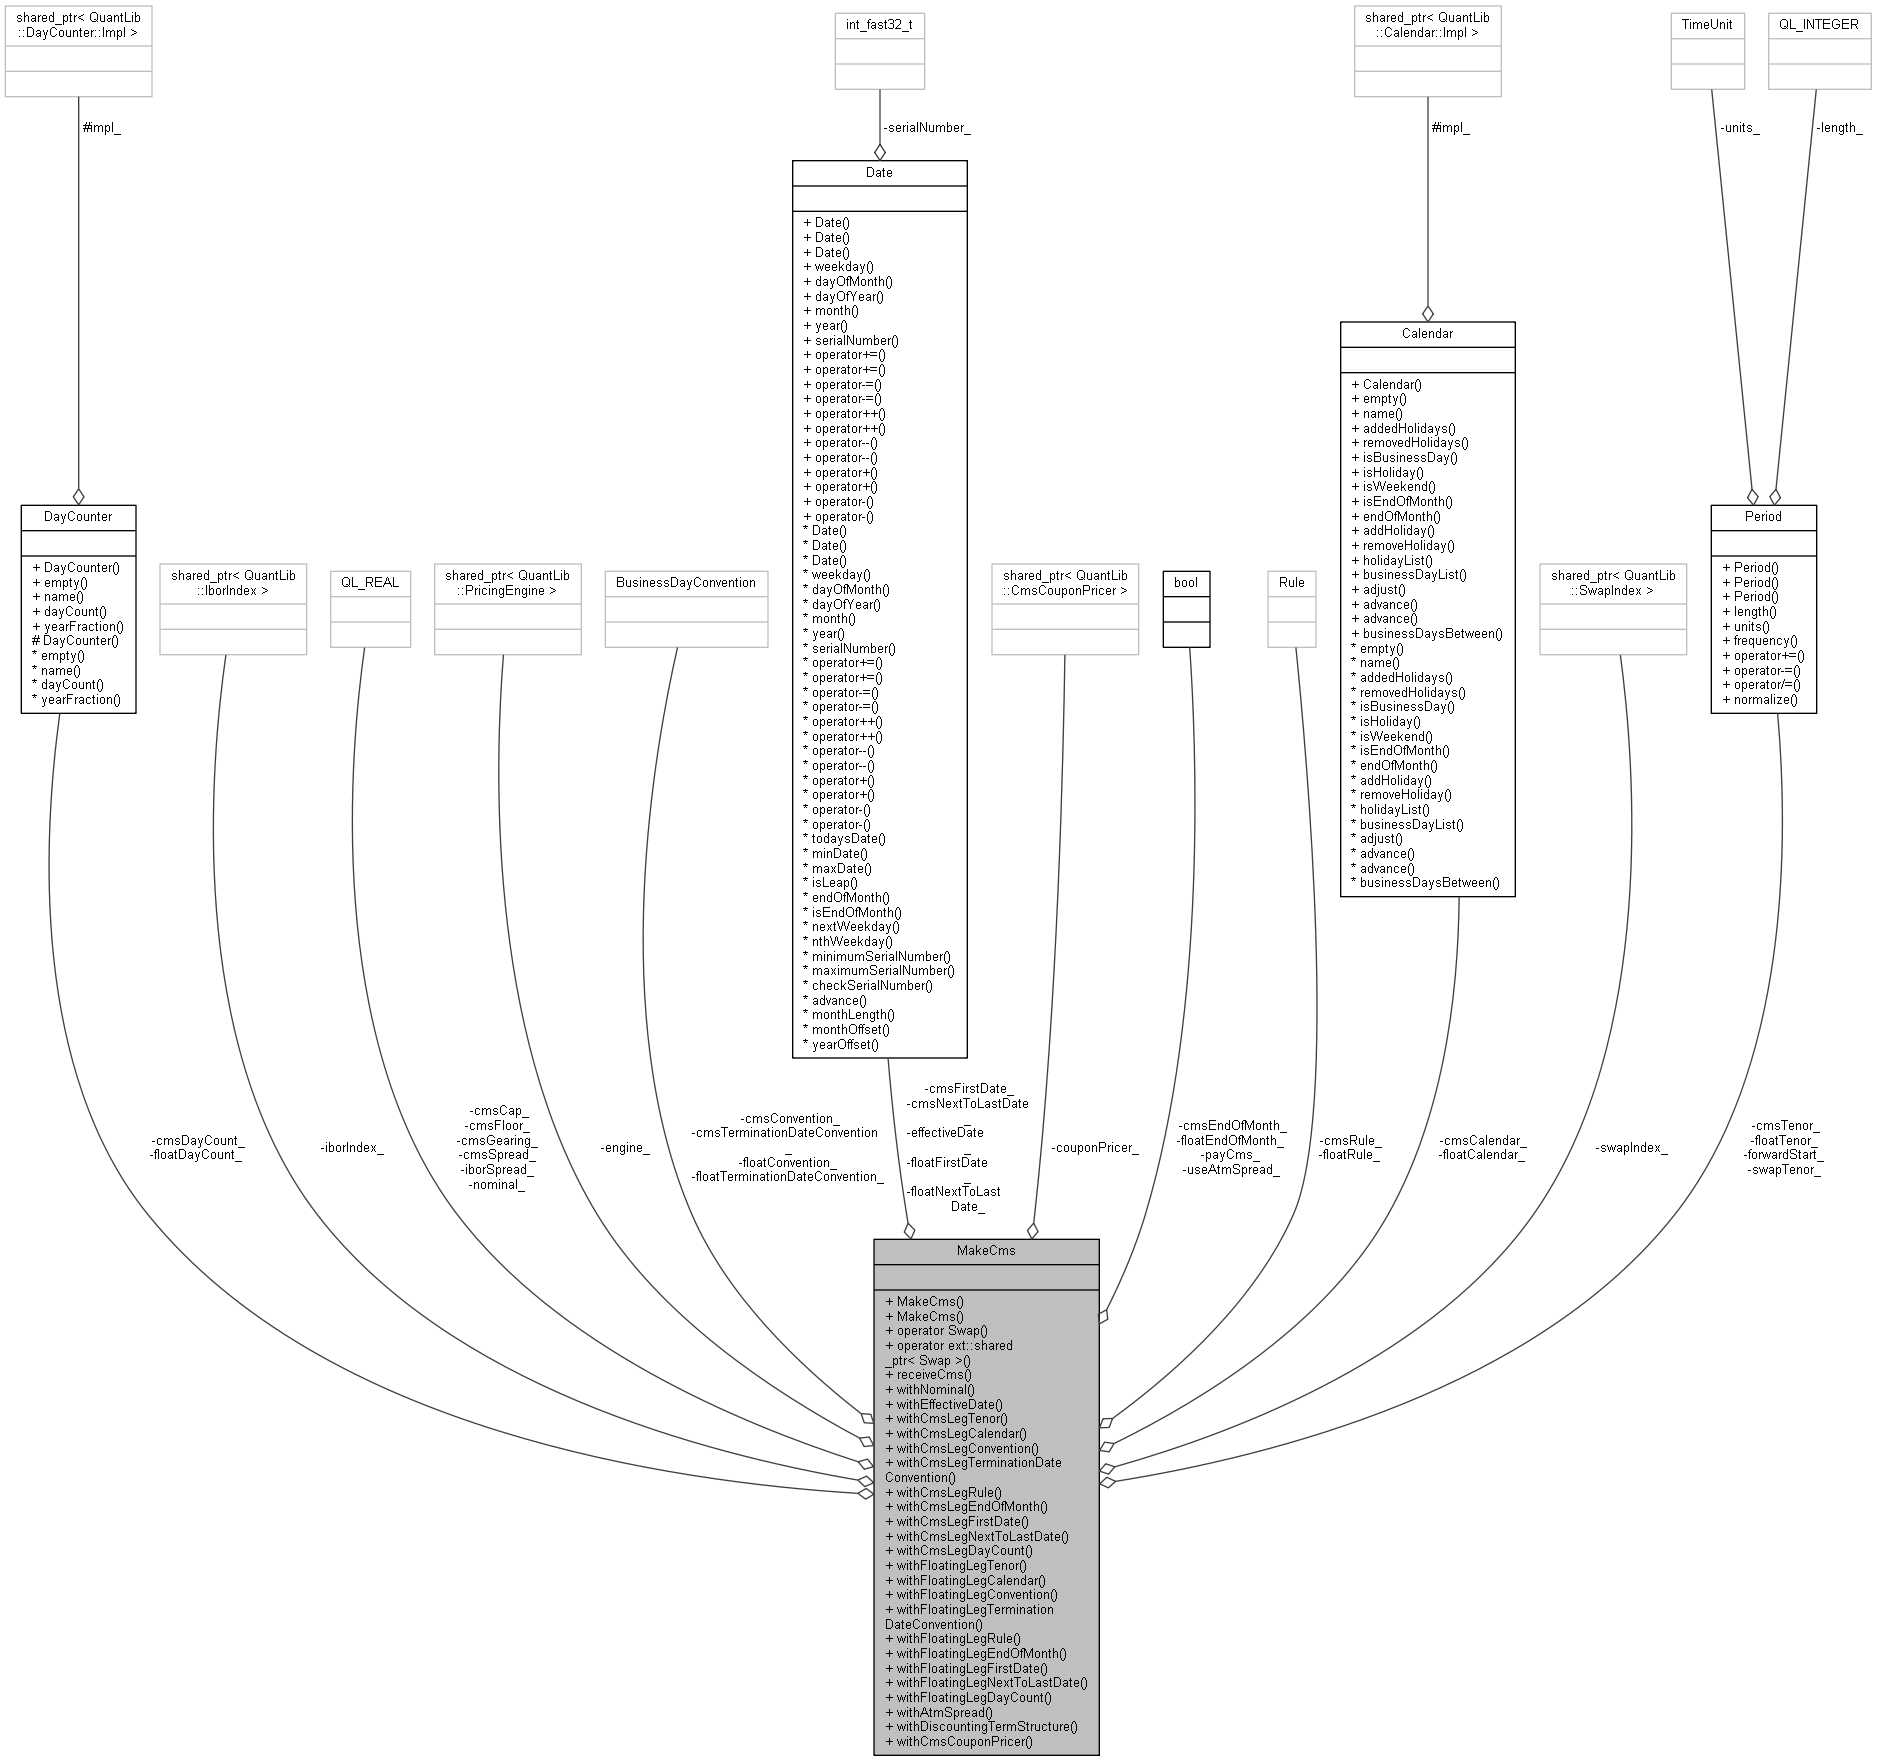 shared_ptr< QuantLib
::DayCounter::Impl >
int_fast32_t
shared_ptr< QuantLib
::Calendar::Impl >
TimeUnit
QL_INTEGER
#impl_
-serialNumber_
#impl_
-units_
-length_
Date
+ Date()
+ Date()
+ Date()
+ weekday()
+ dayOfMonth()
+ dayOfYear()
+ month()
+ year()
+ serialNumber()
+ operator+=()
+ operator+=()
+ operator-=()
+ operator-=()
+ operator++()
+ operator++()
+ operator--()
+ operator--()
+ operator+()
+ operator+()
+ operator-()
+ operator-()
* Date()
* Date()
* Date()
* weekday()
* dayOfMonth()
* dayOfYear()
* month()
* year()
* serialNumber()
* operator+=()
* operator+=()
* operator-=()
* operator-=()
* operator++()
* operator++()
* operator--()
* operator--()
* operator+()
* operator+()
* operator-()
* operator-()
* todaysDate()
* minDate()
* maxDate()
* isLeap()
* endOfMonth()
* isEndOfMonth()
* nextWeekday()
* nthWeekday()
* minimumSerialNumber()
* maximumSerialNumber()
* checkSerialNumber()
* advance()
* monthLength()
* monthOffset()
* yearOffset()
Calendar
+ Calendar()
+ empty()
+ name()
+ addedHolidays()
+ removedHolidays()
+ isBusinessDay()
+ isHoliday()
+ isWeekend()
+ isEndOfMonth()
+ endOfMonth()
+ addHoliday()
+ removeHoliday()
+ holidayList()
+ businessDayList()
+ adjust()
+ advance()
+ advance()
+ businessDaysBetween()
* empty()
* name()
* addedHolidays()
* removedHolidays()
* isBusinessDay()
* isHoliday()
* isWeekend()
* isEndOfMonth()
* endOfMonth()
* addHoliday()
* removeHoliday()
* holidayList()
* businessDayList()
* adjust()
* advance()
* advance()
* businessDaysBetween()
DayCounter
+ DayCounter()
+ empty()
+ name()
+ dayCount()
+ yearFraction()
# DayCounter()
* empty()
* name()
* dayCount()
* yearFraction()
shared_ptr< QuantLib
::IborIndex >
QL_REAL
shared_ptr< QuantLib
::PricingEngine >
BusinessDayConvention
shared_ptr< QuantLib
::CmsCouponPricer >
bool
Rule
shared_ptr< QuantLib
::SwapIndex >
Period
+ Period()
+ Period()
+ Period()
+ length()
+ units()
+ frequency()
+ operator+=()
+ operator-=()
+ operator/=()
+ normalize()
-cmsDayCount_
-floatDayCount_
-iborIndex_
-cmsCap_
-cmsFloor_
-cmsGearing_
-cmsSpread_
-iborSpread_
-nominal_
-engine_
-cmsConvention_
-cmsTerminationDateConvention
_
-floatConvention_
-floatTerminationDateConvention_
-cmsFirstDate_
-cmsNextToLastDate
_
-effectiveDate
_
-floatFirstDate
_
-floatNextToLast
Date_
-couponPricer_
-cmsEndOfMonth_
-floatEndOfMonth_
-payCms_
-useAtmSpread_
-cmsRule_
-floatRule_
-cmsCalendar_
-floatCalendar_
-swapIndex_
-cmsTenor_
-floatTenor_
-forwardStart_
-swapTenor_
MakeCms
+ MakeCms()
+ MakeCms()
+ operator Swap()
+ operator ext::shared
_ptr< Swap >()
+ receiveCms()
+ withNominal()
+ withEffectiveDate()
+ withCmsLegTenor()
+ withCmsLegCalendar()
+ withCmsLegConvention()
+ withCmsLegTerminationDate
Convention()
+ withCmsLegRule()
+ withCmsLegEndOfMonth()
+ withCmsLegFirstDate()
+ withCmsLegNextToLastDate()
+ withCmsLegDayCount()
+ withFloatingLegTenor()
+ withFloatingLegCalendar()
+ withFloatingLegConvention()
+ withFloatingLegTermination
DateConvention()
+ withFloatingLegRule()
+ withFloatingLegEndOfMonth()
+ withFloatingLegFirstDate()
+ withFloatingLegNextToLastDate()
+ withFloatingLegDayCount()
+ withAtmSpread()
+ withDiscountingTermStructure()
+ withCmsCouponPricer()